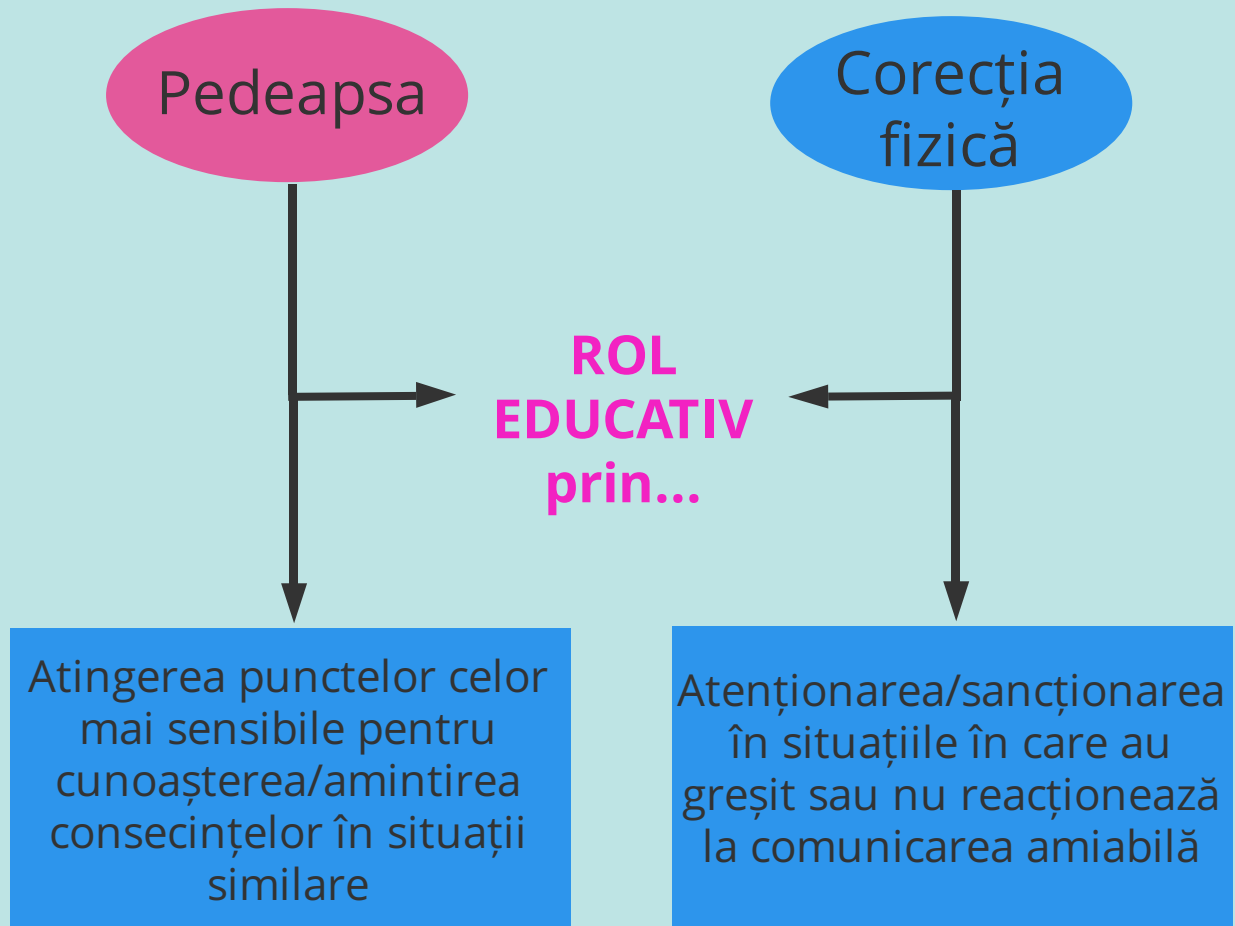 Pedeapsa
Corecția
fizică
ROL
EDUCATIV
prin...
Atingerea punctelor celor
mai sensibile pentru
cunoașterea/amintirea
consecințelor în situații
similare
Atenționarea/sancționarea
în situațiile în care au
greșit sau nu reacționează
la comunicarea amiabilă